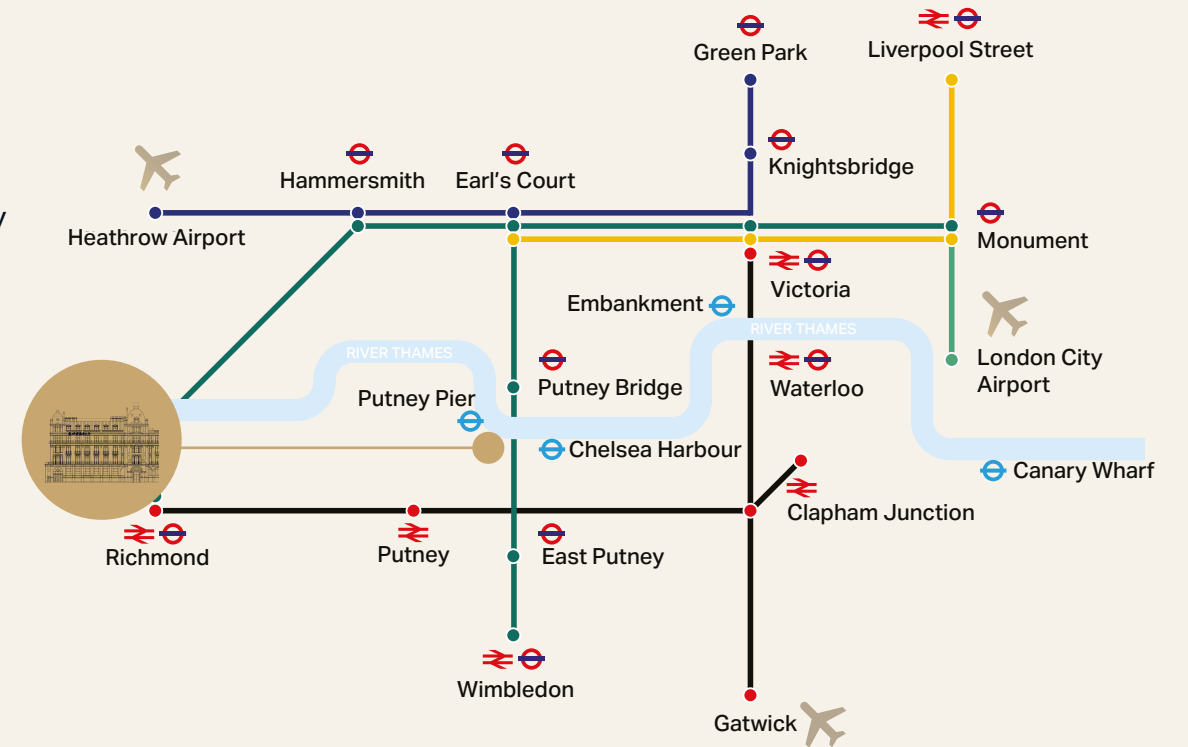 Green Park
Liverpool Street
Knightsbridge
Hammersmith
Earl's Court
Heathrow Airport
Monument
Victoria
Embankment
RIVER THAMES
RIVER THAMES
London City
Airport
Putney Bridge
Waterloo
Putney Pier
Chelsea Harbour
Canary Wharf
Clapham Junction
Richmond
Putney
East Putney
Wimbledon
Gatwick